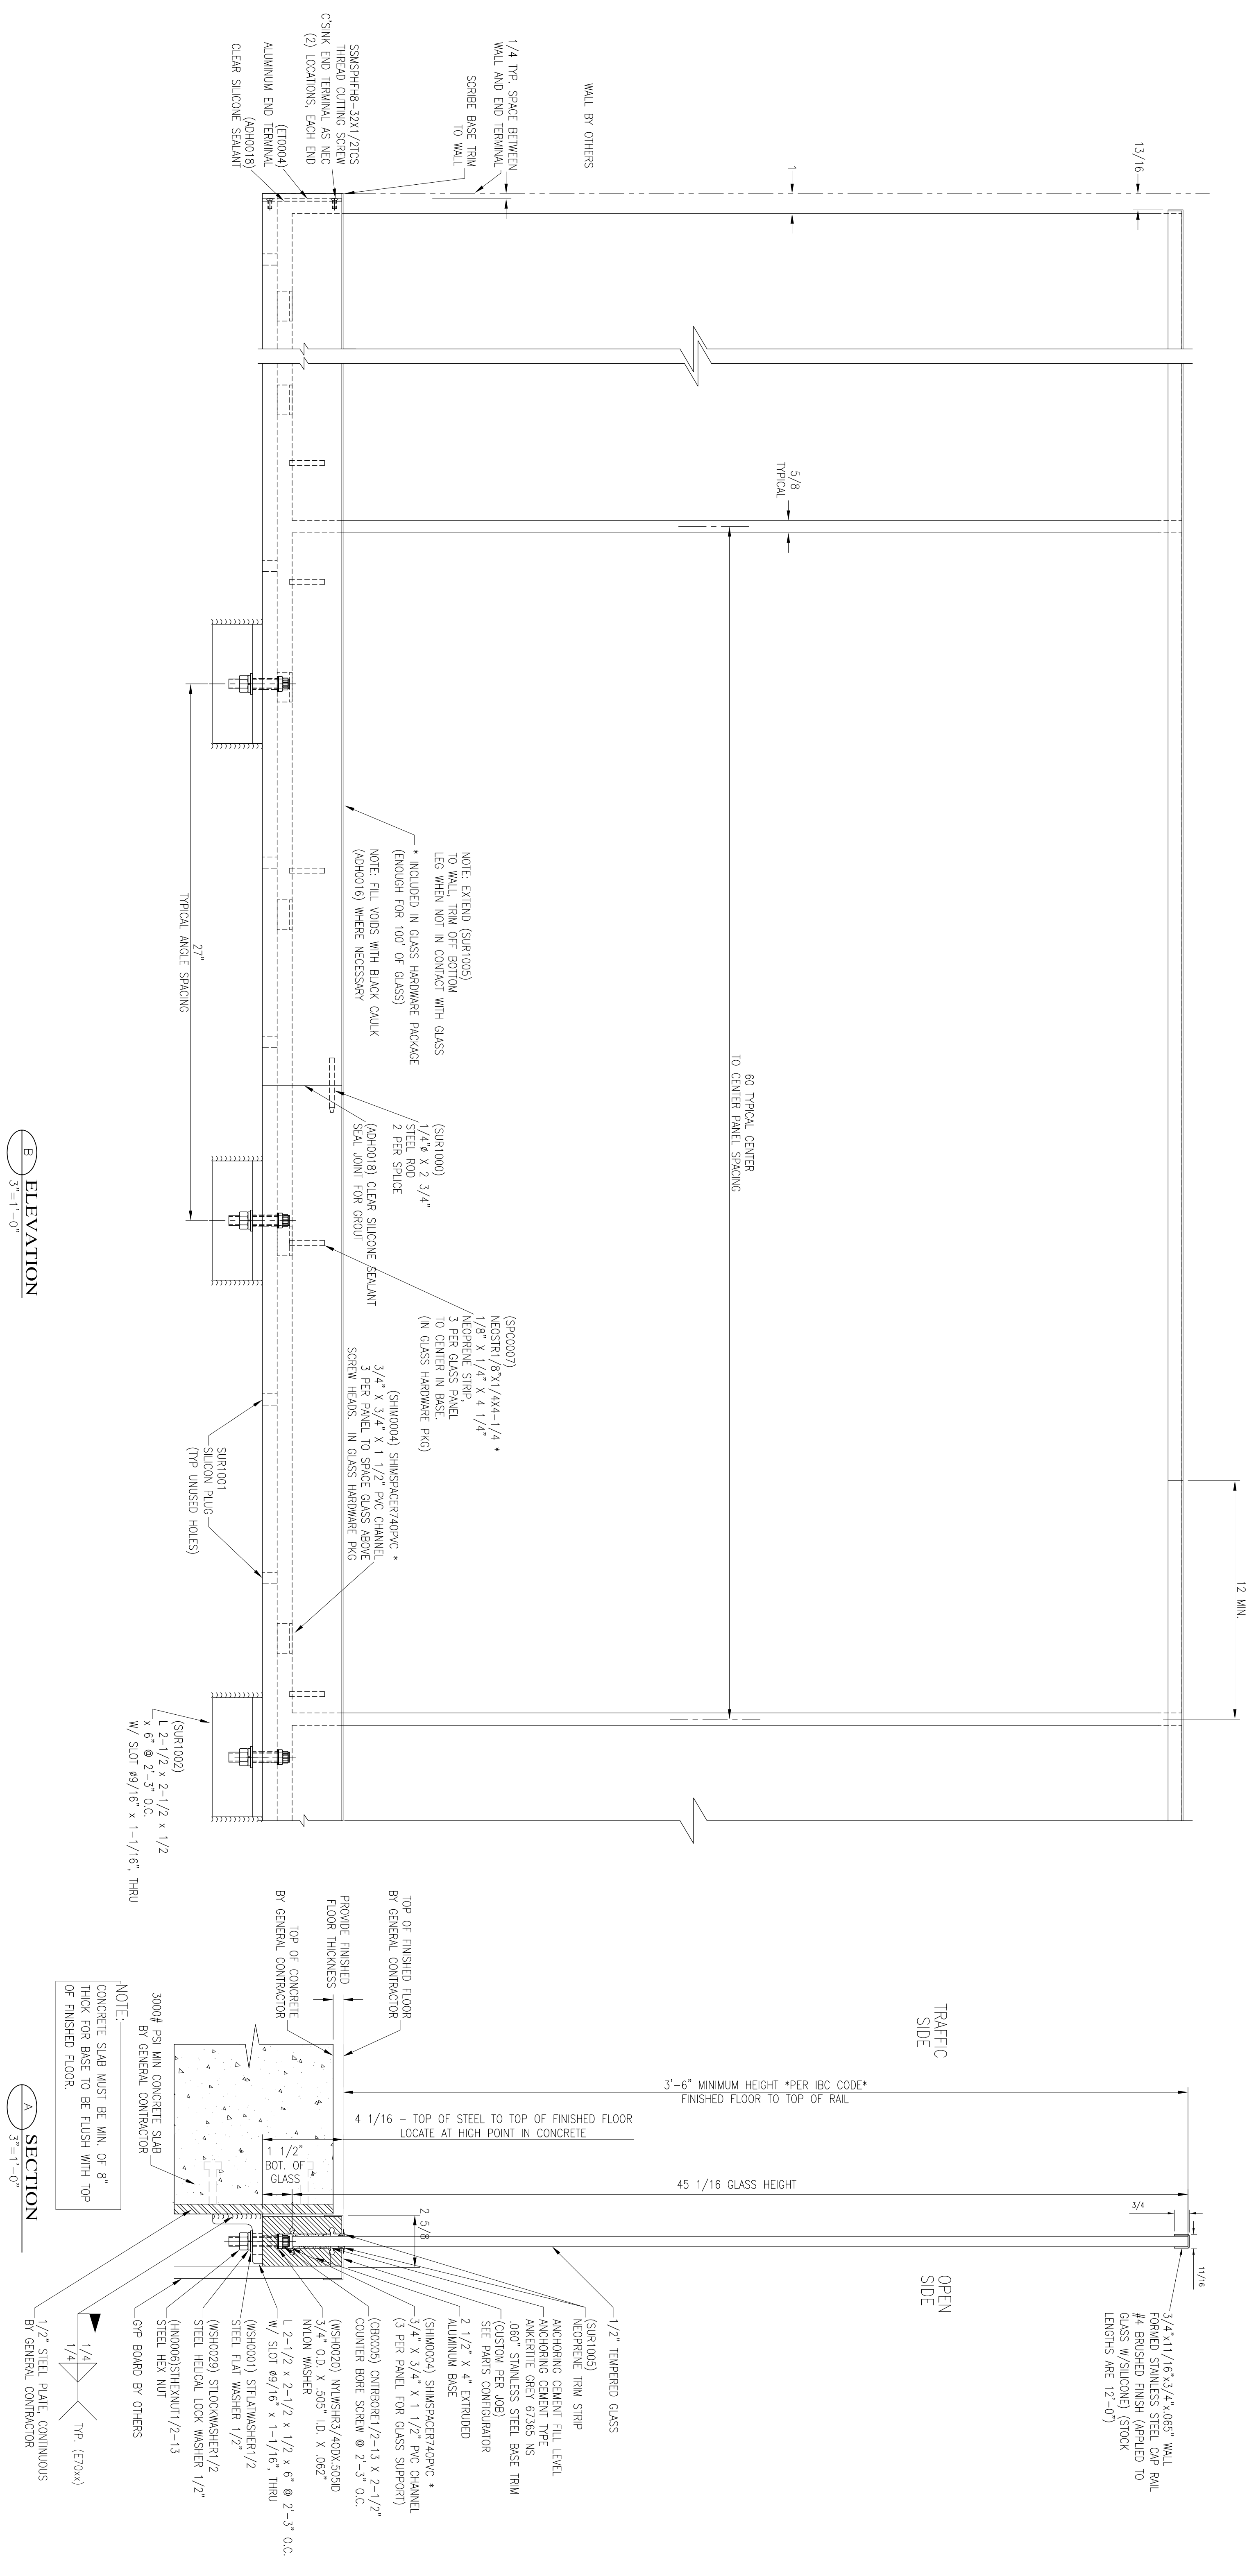 13/16
12 MIN.
WALL BY OTHERS
1/4 TYP. SPACE BETWEEN
WALL AND END TERMINAL
SCRIBE BASE TRIM
TO WALL
SSMSPHFH8-32X1/2TCS
THREAD CUTTING SCREW
C'SINK END TERMINAL AS NEC
(2) LOCATIONS, EACH END
(ET0004)
ALUMINUM END TERMINAL
(ADH0018)
CLEAR SILICONE SEALANT
1
5/8
TYPICAL
60 TYPICAL CENTER
TO CENTER PANEL SPACING
NOTE: EXTEND (SUR1005)
TO WALL, TRIM OFF BOTTOM
LEG WHEN NOT IN CONTACT WITH GLASS
* INCLUDED IN GLASS HARDWARE PACKAGE
(ENOUGH FOR 100' OF GLASS)
NOTE: FILL VOIDS WITH BLACK CAULK
(ADH0016) WHERE NECESSARY
27"
TYPICAL ANGLE SPACING
(SUR1000)
1/4"ø X 2 3/4"
STEEL ROD
2 PER SPLICE
(ADH0018) CLEAR SILICONE SEALANT
SEAL JOINT FOR GROUT
(SPC0007)
NEOSTR1/8"X1/4X4-1/4 *
1/8" X 1/4" X 4 1/4"
NEOPRENE STRIP,
3 PER GLASS PANEL
TO CENTER IN BASE.
(IN GLASS HARDWARE PKG)
(SHIM0004) SHIMSPACER740PVC *
3/4" X 3/4" X 1 1/2" PVC CHANNEL
3 PER PANEL TO SPACE GLASS ABOVE
SCREW HEADS. IN GLASS HARDWARE PKG
SUR1001
SILICON PLUG
(TYP UNUSED HOLES)
(SUR1002)
L 2-1/2 x 2-1/2 x 1/2
x 6" @ 2'-3" O.C.
W/ SLOT ø9/16" x 1-1/16", THRU
B
ELEVATION
3"=1'-0"
TRAFFIC
SIDE
OPEN
SIDE
TOP OF FINISHED FLOOR
BY GENERAL CONTRACTOR
PROVIDE FINISHED
FLOOR THICKNESS
TOP OF CONCRETE
BY GENERAL CONTRACTOR
3000# PSI MIN CONCRETE SLAB
BY GENERAL CONTRACTOR
NOTE:
CONCRETE SLAB MUST BE MIN. OF 8"
THICK FOR BASE TO BE FLUSH WITH TOP
OF FINISHED FLOOR.
3'-6" MINIMUM HEIGHT *PER IBC CODE*
FINISHED FLOOR TO TOP OF RAIL
4 1/16 - TOP OF STEEL TO TOP OF FINISHED FLOOR
LOCATE AT HIGH POINT IN CONCRETE
1 1/2"
BOT. OF
GLASS
45 1/16 GLASS HEIGHT
2 5/8
3/4
11/16
3/4"x11/16"x3/4"x.065" WALL
FORMED STAINLESS STEEL CAP RAIL
#4 BRUSHED FINISH (APPLIED TO
GLASS W/SILICONE) (STOCK
LENGTHS ARE 12'-0")
1/2" TEMPERED GLASS
(SUR1005)
NEOPRENE TRIM STRIP
ANCHORING CEMENT FILL LEVEL
ANCHORING CEMENT TYPE
ANKERTITE GREY 67365 NS
.060" STAINLESS STEEL BASE TRIM
(CUSTOM PER JOB)
SEE PARTS CONFIGURATOR
2 1/2" X 4" EXTRUDED
ALUMINUM BASE
(SHIM0004) SHIMSPACER740PVC *
3/4" X 3/4" X 1 1/2" PVC CHANNEL
(3 PER PANEL FOR GLASS SUPPORT)
(CB0005) CNTRBORE1/2-13 X 2-1/2"
COUNTER BORE SCREW @ 2'-3" O.C.
(WSH0020) NYLWSHR3/4ODX.505ID
3/4" O.D. X .505" I.D. X .062"
NYLON WASHER
L 2-1/2 x 2-1/2 x 1/2 x 6" @ 2'-3" O.C.
W/ SLOT ø9/16" x 1-1/16", THRU
(WSH0001) STFLATWASHER1/2
STEEL FLAT WASHER 1/2"
(WSH0029) STLOCKWASHER1/2
STEEL HELICAL LOCK WASHER 1/2"
(HN0006)STHEXNUT1/2-13
STEEL HEX NUT
GYP BOARD BY OTHERS
1/4
1/4
TYP. (E70xx)
1/2" STEEL PLATE, CONTINUOUS
BY GENERAL CONTRACTOR
A
SECTION
3"=1'-0"